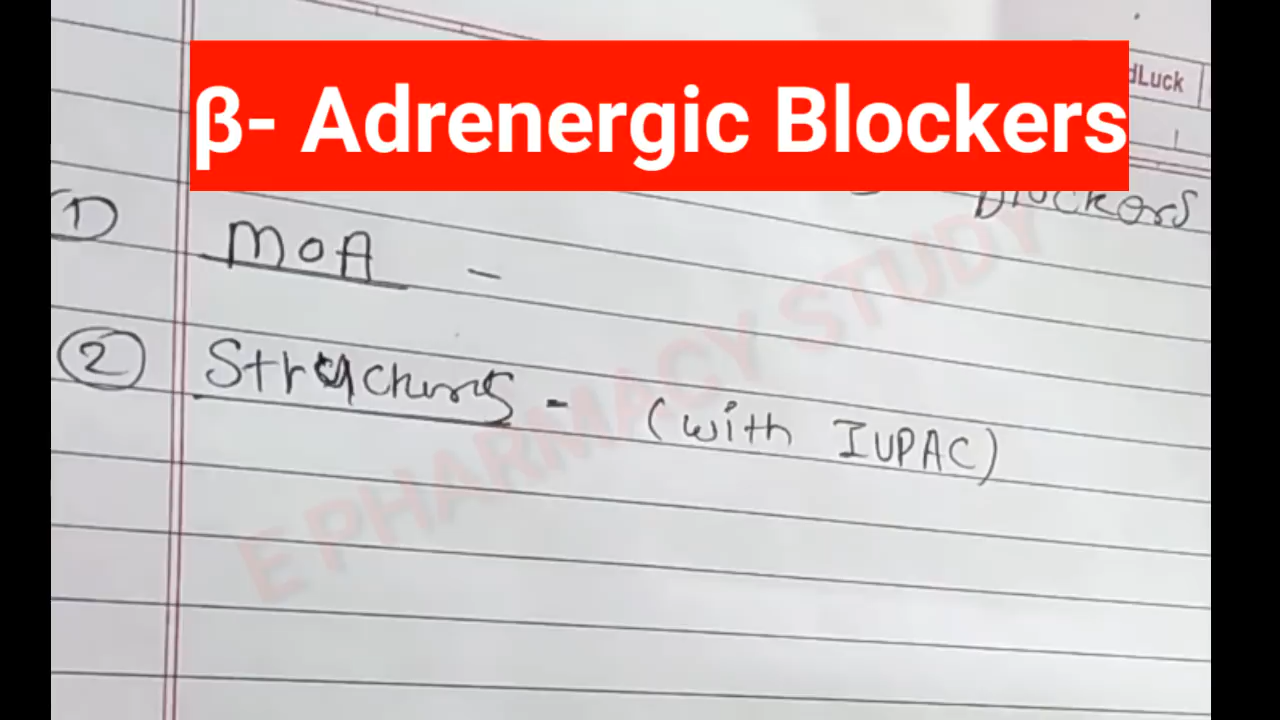 β- Adrenergic Blockers
dLuck
Blockers
① MOA -
② Structures - (with IUPAC)
E PHARMACY STUDY